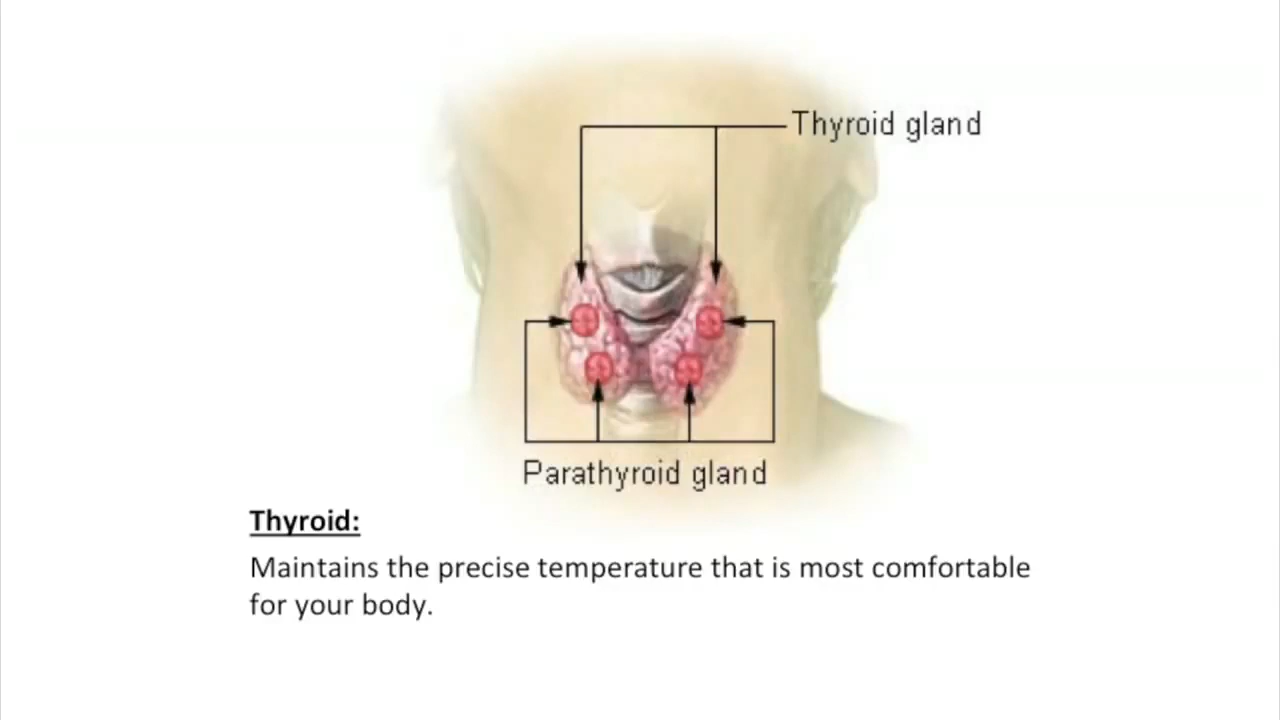 Thyroid gland
Parathyroid gland
Thyroid:
Maintains the precise temperature that is most comfortable
for your body.